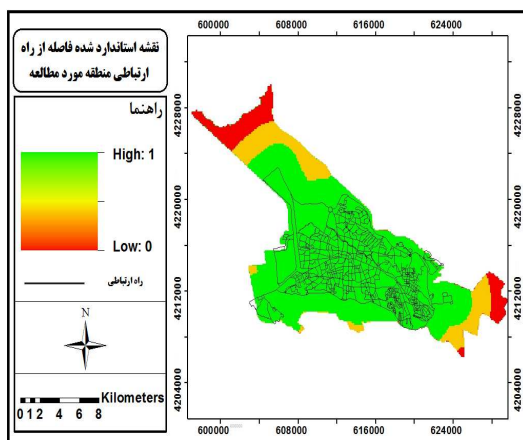 نقشه استاندارد شده فاصله از راه
ارتباطی منطقه مورد مطالعه
راهنما
High: 1
Low: 0
راه ارتباطی
N
Kilometers
0 1 2 4 6 8
600000 608000 616000 624000
4228000
4220000
4212000
4204000
4228000
4220000
4212000
4204000
600000 608000 616000 624000